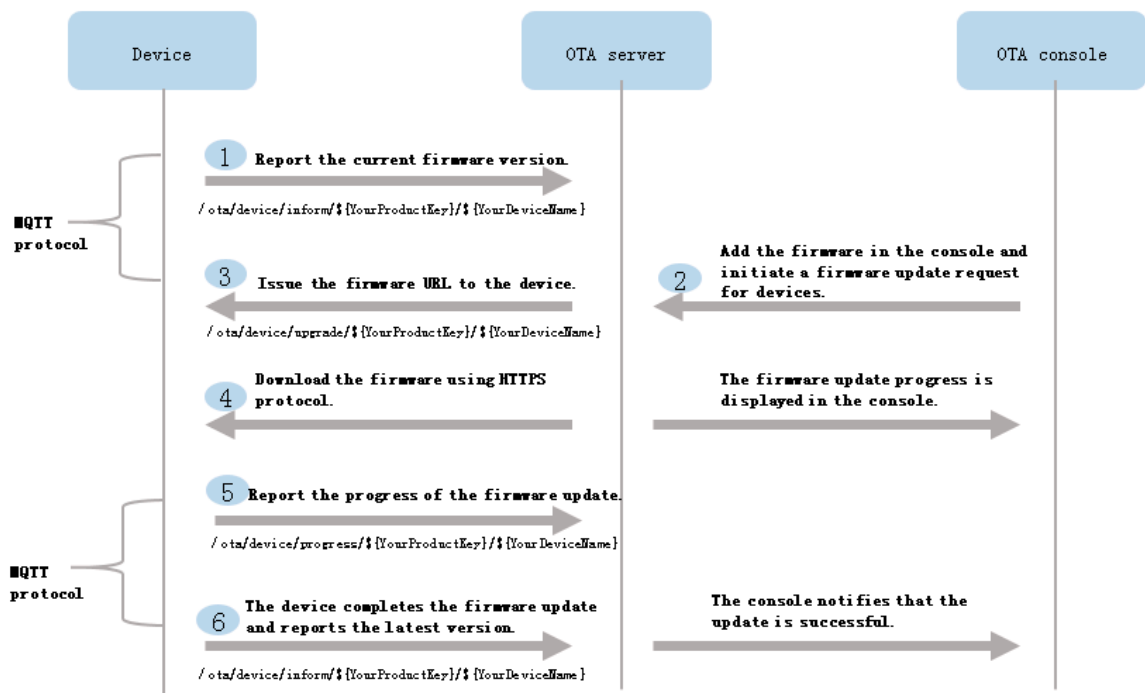 Device
OTA server
OTA console
1
Report the current firmware version.
/ota/device/inform/${YourProductKey}/${YourDeviceName}
MQTT
protocol
2
Add the firmware in the console and
initiate a firmware update request
for devices.
3
Issue the firmware URL to the device.
/ota/device/upgrade/${YourProductKey}/${YourDeviceName}
4
Download the firmware using HTTPS
protocol.
The firmware update progress is
displayed in the console.
5
Report the progress of the firmware update.
/ota/device/progress/${YourProductKey}/${YourDeviceName}
MQTT
protocol
6
The device completes the firmware update
and reports the latest version.
/ota/device/inform/${YourProductKey}/${YourDeviceName}
The console notifies that the
update is successful.